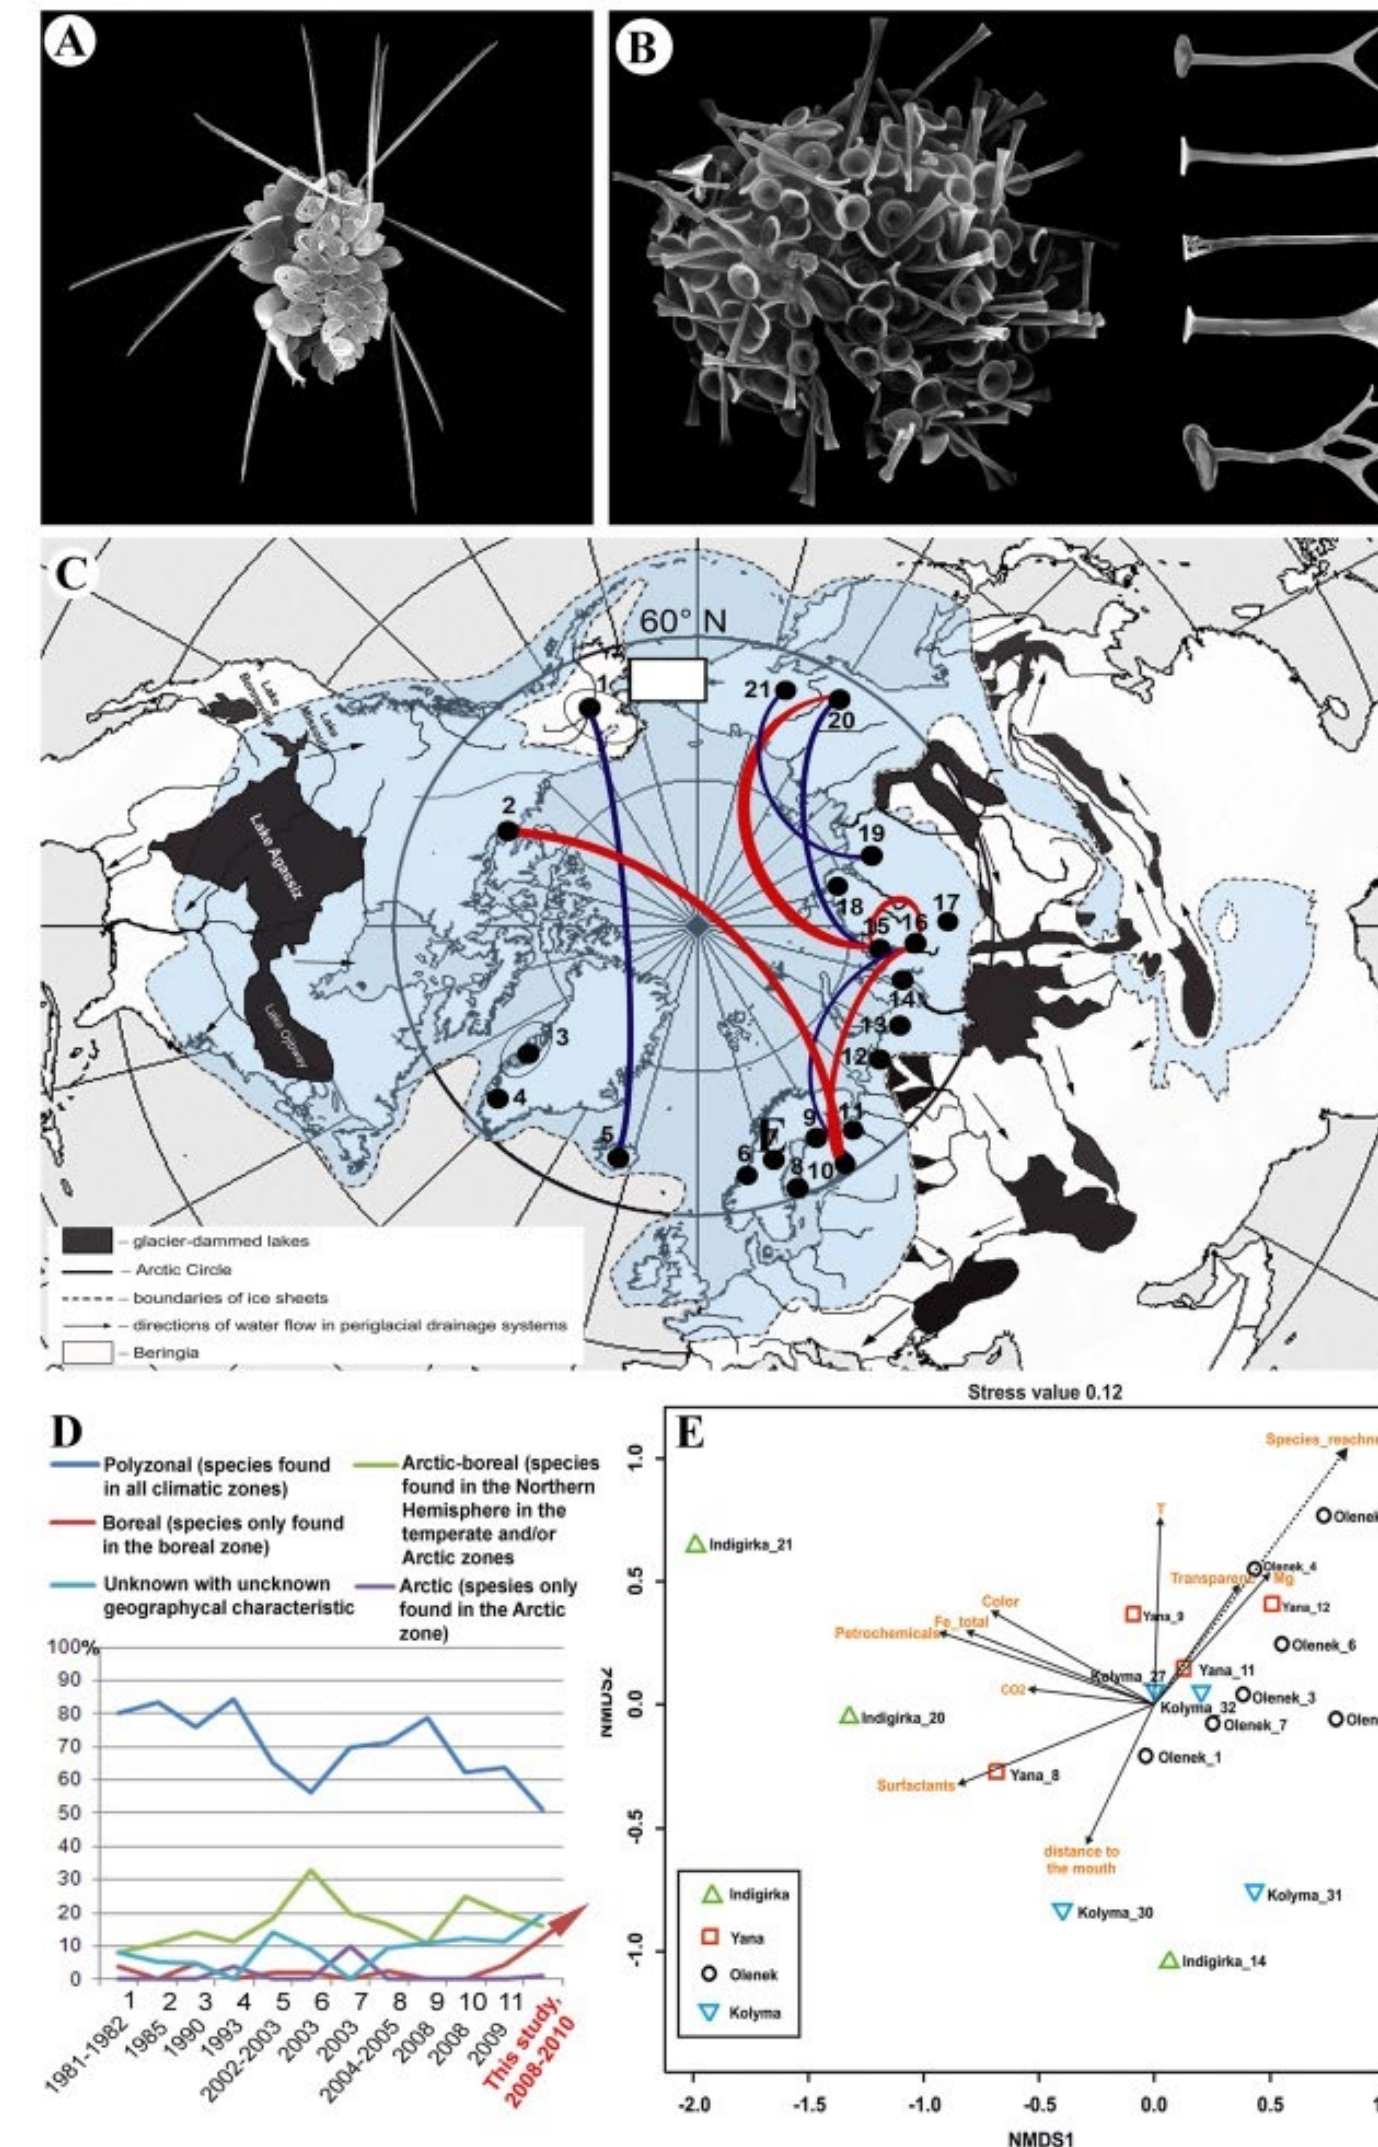 A
B
C
60° N
1
2
3
4
5
6
7
8
9
10
11
12
13
14
15
16
17
18
19
20
21
Lake
Lake
Lake Agassiz
Lake Ojibway
– glacier-dammed lakes
– Arctic Circle
– boundaries of ice sheets
– directions of water flow in periglacial drainage systems
– Beringia
D
Polyzonal (species found
in all climatic zones)
Boreal (species only found
in the boreal zone)
Unknown with uncknown
geographycal characteristic
Arctic-boreal (species
found in the Northern
Hemisphere in the
temperate and/or
Arctic zones
Arctic (spesies only
found in the Arctic
zone)
100%
90
80
70
60
50
40
30
20
10
0
1 2 3 4 5 6 7 8 9 10 11
1981-1982
1985
1990
1993
2002-2003
2003
2003
2004-2005
2008
2008
2009
This study,
2008-2010
Stress value 0.12
E
Species_reachne
T
Olenek
Indigirka_21
Olenek_4
Transparenc
Mg
Color
Yana_9
Yana_12
Fe_total
Petrochemicals
Olenek_6
Kolyma_27
Yana_11
CO2
Olenek_3
Kolyma_32
Indigirka_20
Olenek_7
Olen
Olenek_1
Yana_8
Surfactants
distance to
the mouth
Kolyma_31
Kolyma_30
Indigirka_14
Indigirka
Yana
Olenek
Kolyma
1.0
0.5
0.0
-0.5
-1.0
NMDS2
-2.0 -1.5 -1.0 -0.5 0.0 0.5 1
NMDS1